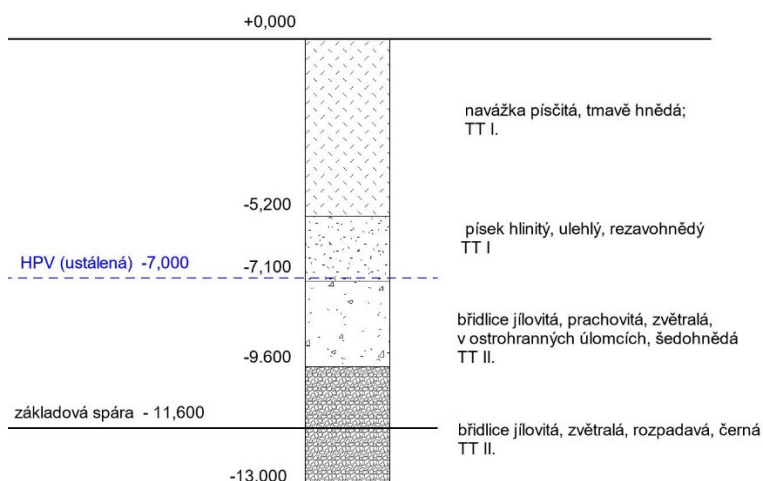 +0,000
navážka písčitá, tmavě hnědá;
TT I.
-5,200
písek hlinitý, ulehlý, rezavohnědý
TT I
HPV (ustálená) -7,000
-7,100
břidlice jílovitá, prachovitá, zvětralá,
v ostrohranných úlomcích, šedohnědá
TT II.
-9.600
základová spára - 11,600
břidlice jílovitá, zvětralá, rozpadavá, černá
TT II.
-13,000